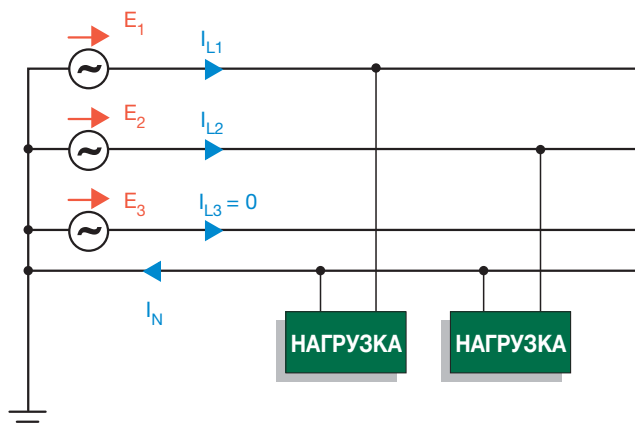 E1
IL1
E2
IL2
E3
IL3 = 0
IN
НАГРУЗКА
НАГРУЗКА